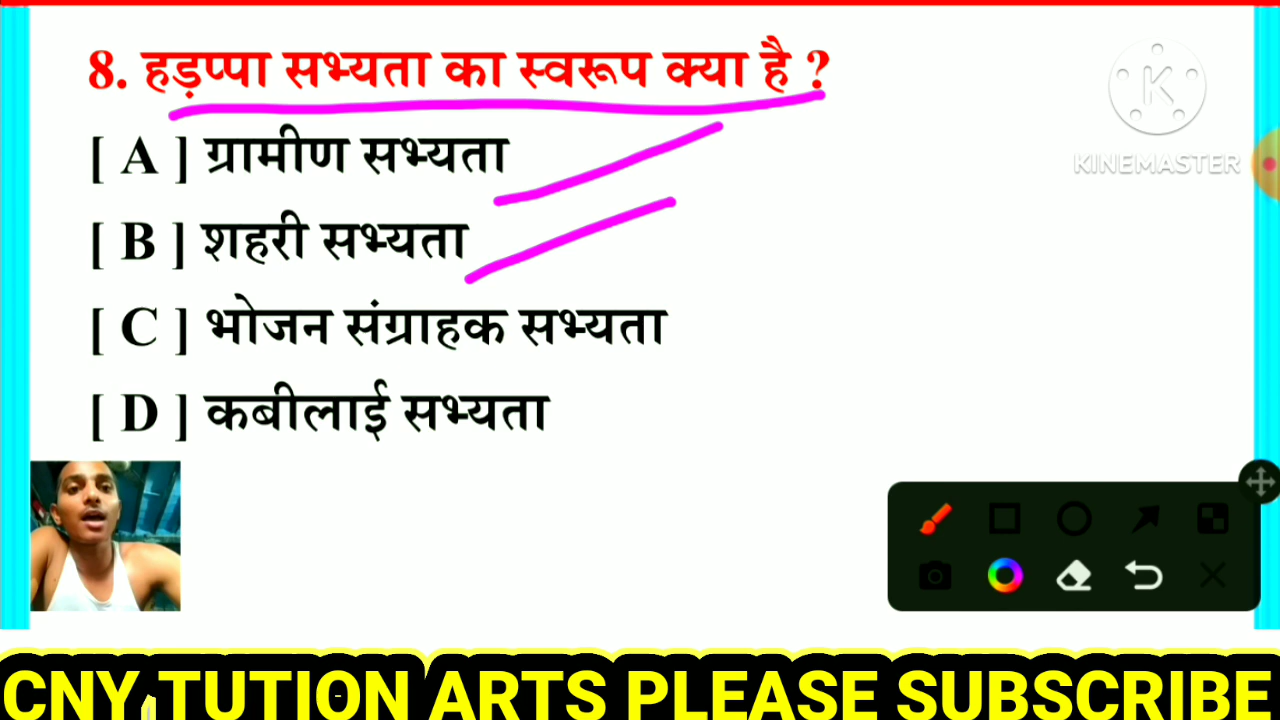 8. हड़प्पा सभ्यता का स्वरूप क्या है ?
[ A ] ग्रामीण सभ्यता
[ B ] शहरी सभ्यता
[ C ] भोजन संग्राहक सभ्यता
[ D ] कबीलाई सभ्यता
K
KINEMASTER
CNY TUTION ARTS PLEASE SUBSCRIBE